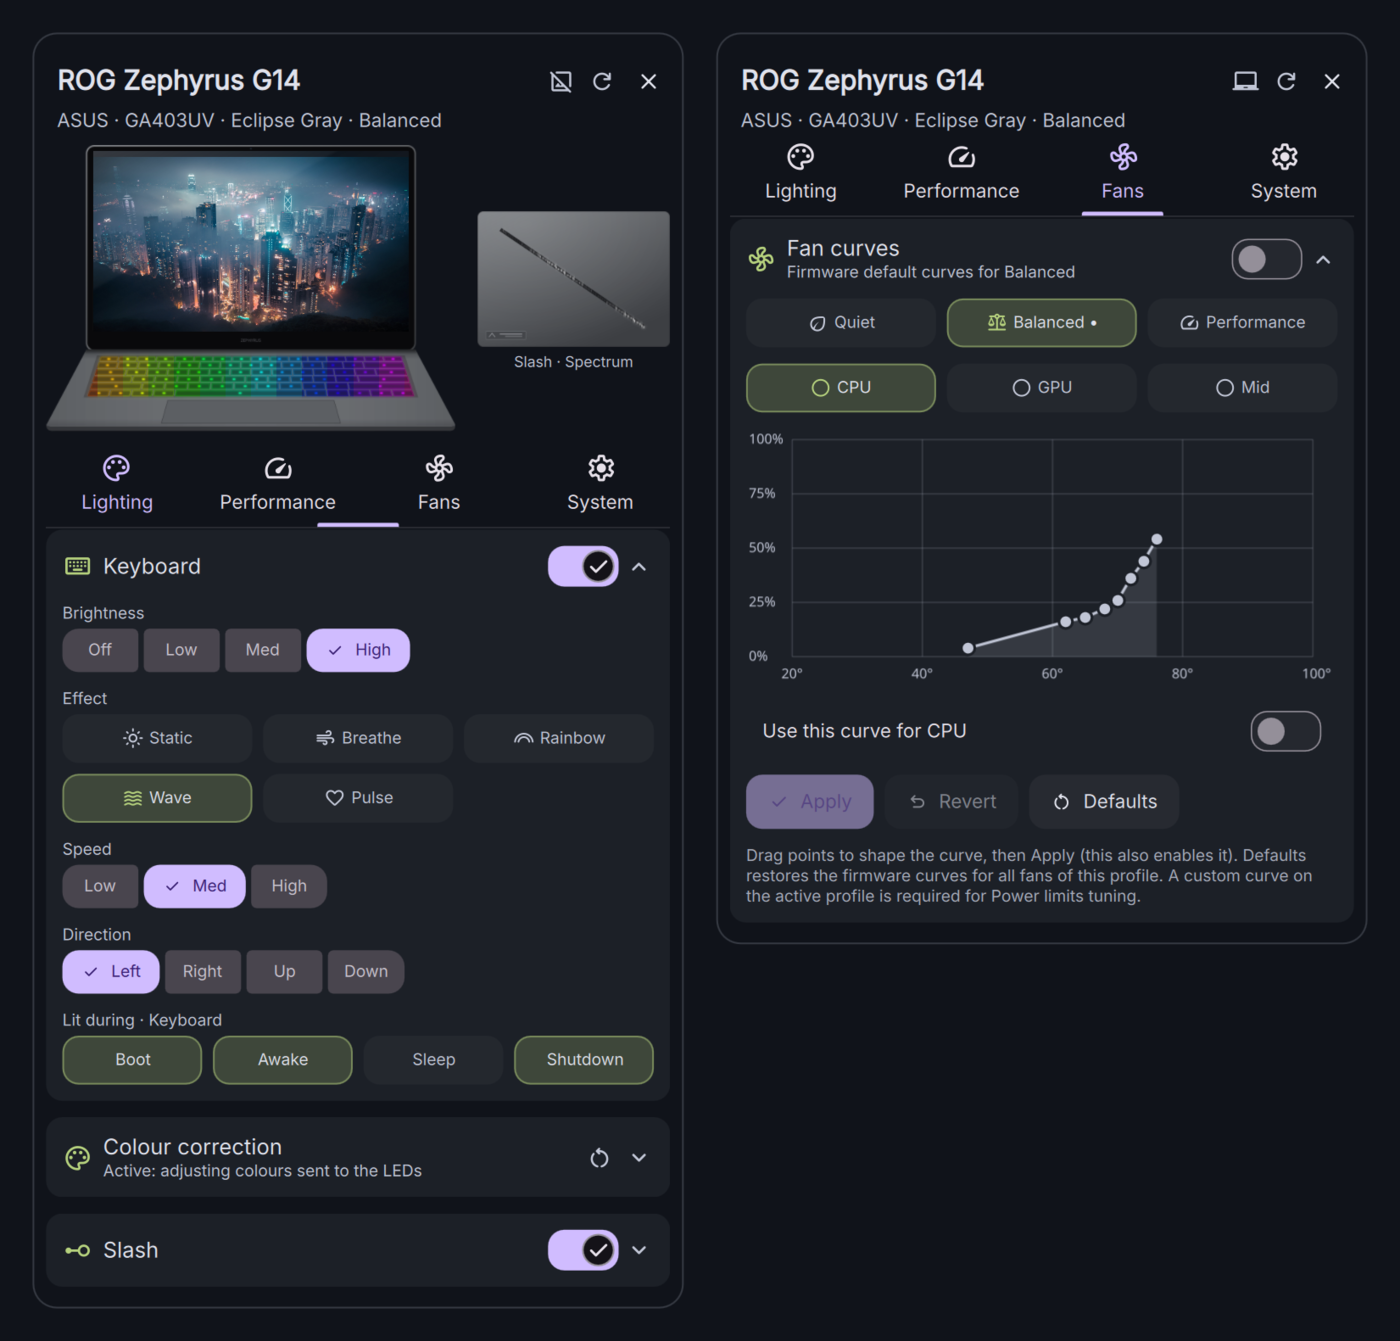 ROG Zephyrus G14
ASUS · GA403UV · Eclipse Gray · Balanced
Slash · Spectrum
Lighting
Performance
Fans
System
Keyboard
Brightness
Off
Low
Med
High
Effect
Static
Breathe
Rainbow
Wave
Pulse
Speed
Low
Med
High
Direction
Left
Right
Up
Down
Lit during · Keyboard
Boot
Awake
Sleep
Shutdown
Colour correction
Active: adjusting colours sent to the LEDs
Slash
ROG Zephyrus G14
ASUS · GA403UV · Eclipse Gray · Balanced
Lighting
Performance
Fans
System
Fan curves
Firmware default curves for Balanced
Quiet
Balanced •
Performance
CPU
GPU
Mid
100%
75%
50%
25%
0%
20°
40°
60°
80°
100°
Use this curve for CPU
Apply
Revert
Defaults
Drag points to shape the curve, then Apply (this also enables it). Defaults
restores the firmware curves for all fans of this profile. A custom curve on
the active profile is required for Power limits tuning.